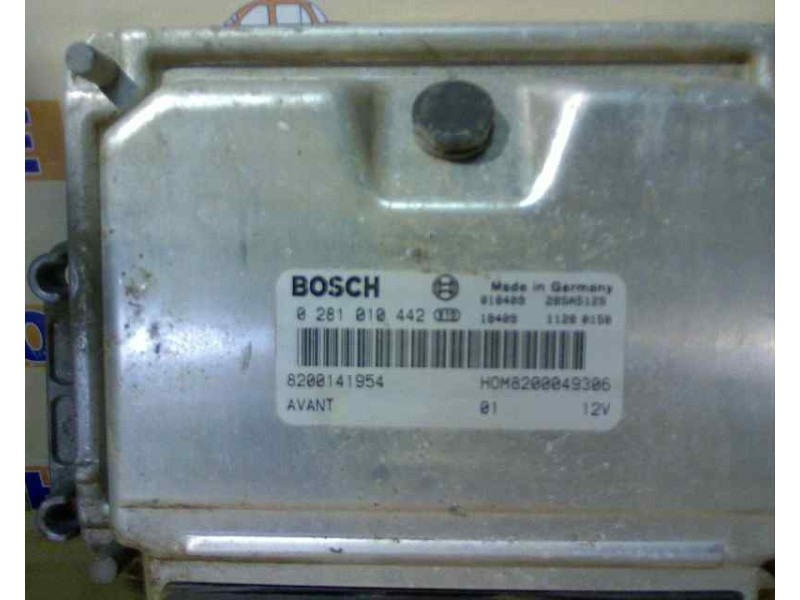 BOSCH Made in Germany
0 281 010 442
8200141954 HOM8200049306
AVANT 01 12V